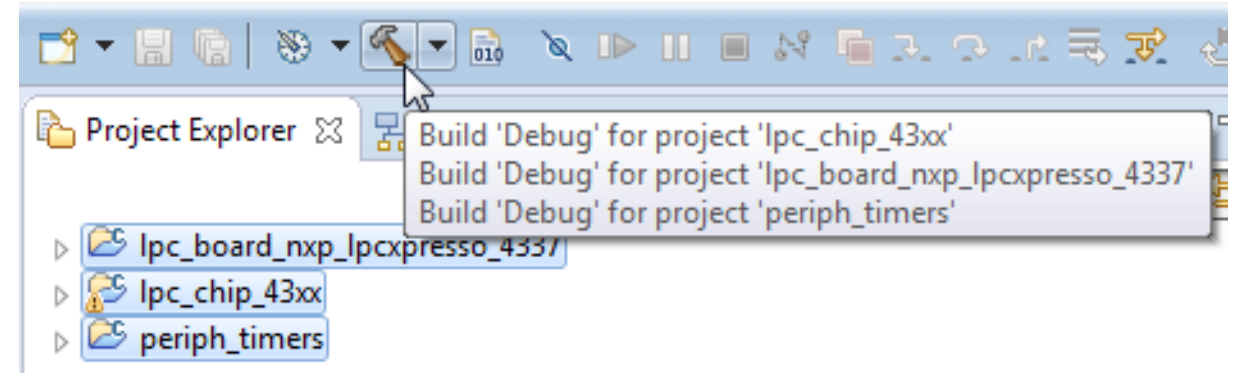 010
Project Explorer
Build 'Debug' for project 'lpc_chip_43xx'
Build 'Debug' for project 'lpc_board_nxp_lpcxpresso_4337'
Build 'Debug' for project 'periph_timers'
lpc_board_nxp_lpcxpresso_4337
lpc_chip_43xx
periph_timers